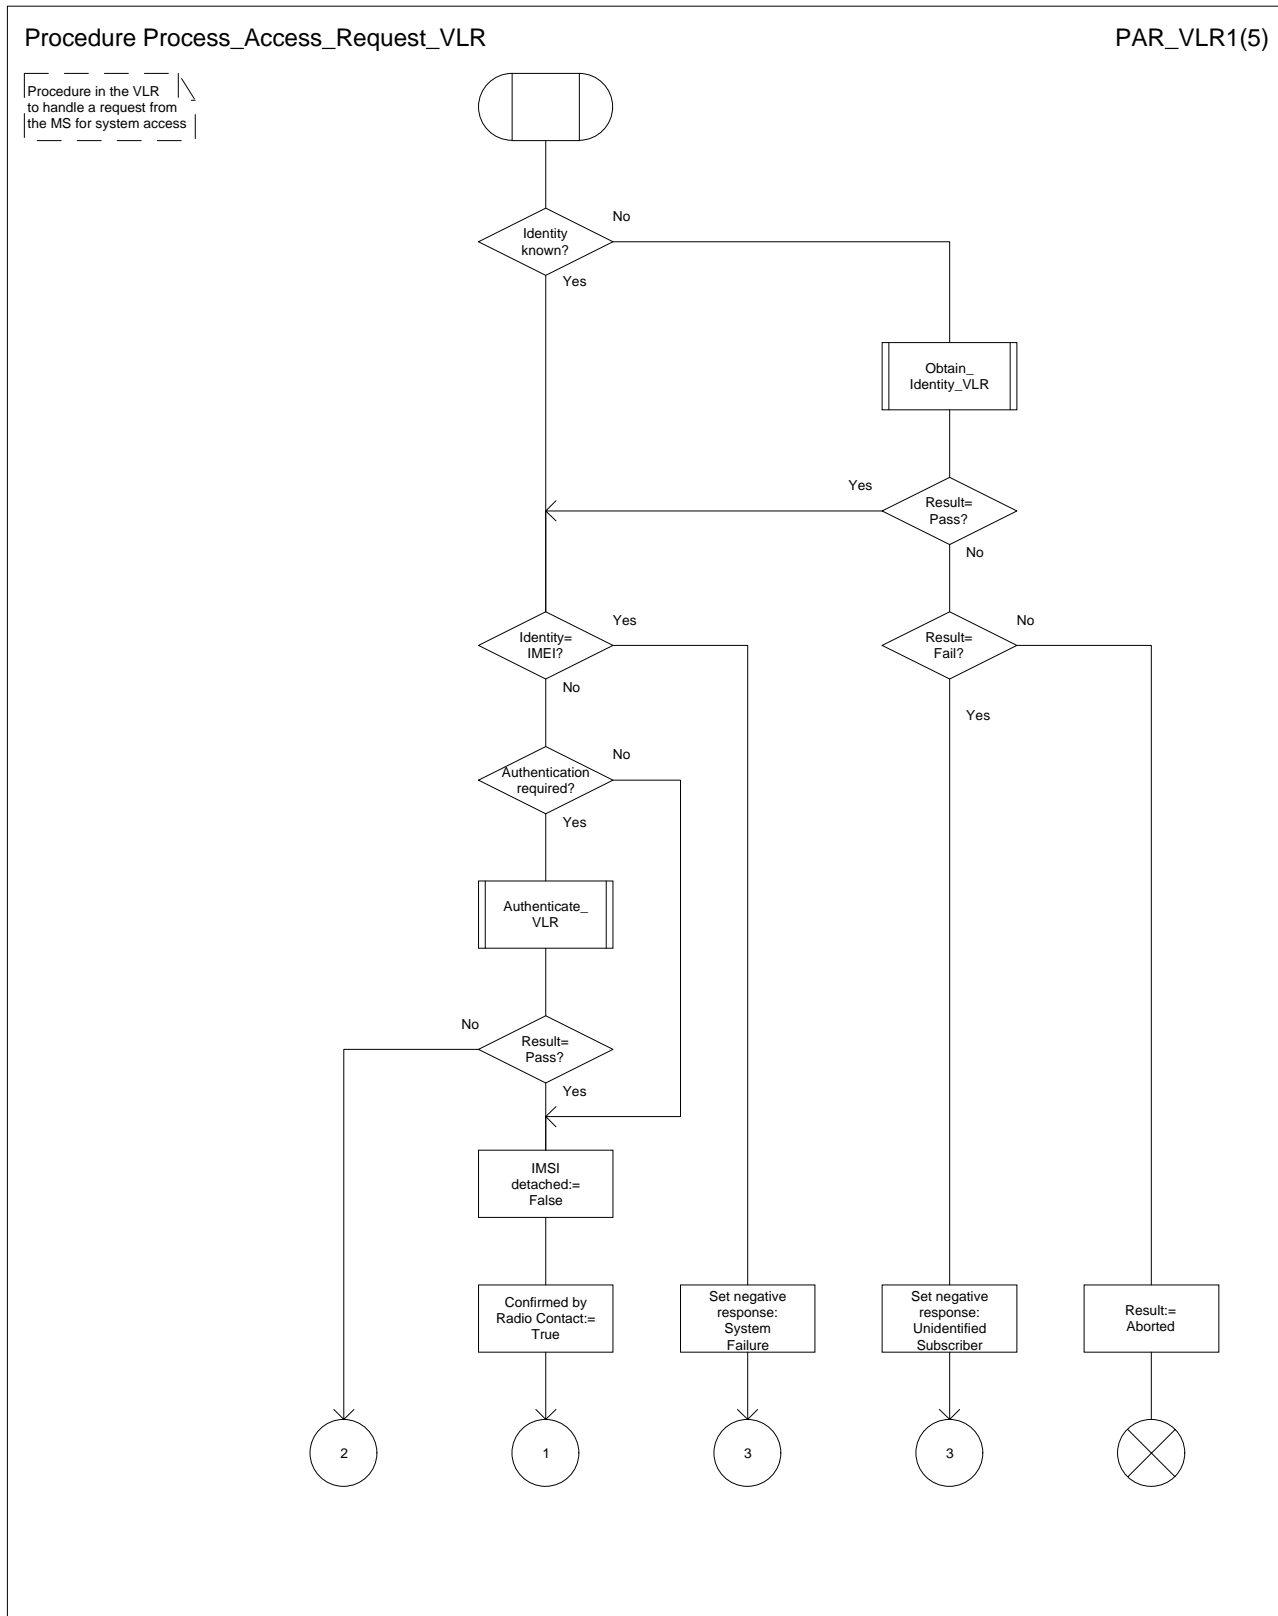 Procedure Process_Access_Request_VLR
PAR_VLR1(5)
Procedure in the VLR
to handle a request from
the MS for system access
Identity
known?
No
Yes
Obtain_
Identity_VLR
Yes
Result=
Pass?
No
Identity=
IMEI?
Yes
No
Result=
Fail?
No
Yes
Authentication
required?
No
Yes
Authenticate_
VLR
No
Result=
Pass?
Yes
IMSI
detached:=
False
Confirmed by
Radio Contact:=
True
Set negative
response:
System
Failure
Set negative
response:
Unidentified
Subscriber
Result:=
Aborted
2
1
3
3